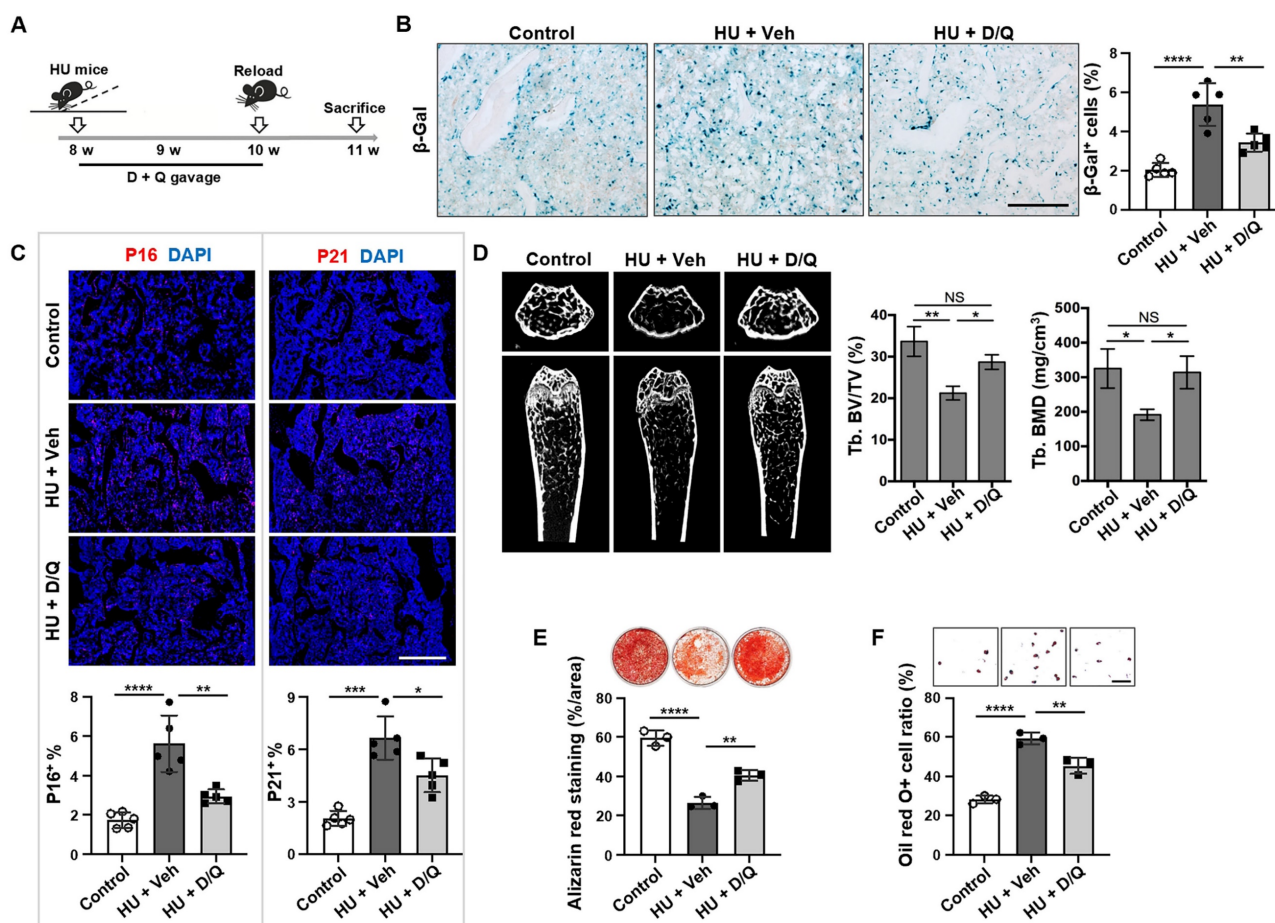 A
HU mice
Reload
Sacrifice
8 w
9 w
10 w
11 w
D + Q gavage
B
Control
HU + Veh
HU + D/Q
β-Gal
β-Gal⁺ cells (%)
8
6
4
2
0
****
**
Control
HU + Veh
HU + D/Q
C
P16 DAPI
P21 DAPI
Control
HU + Veh
HU + D/Q
P16⁺ %
8
6
4
2
0
****
**
Control
HU + Veh
HU + D/Q
P21⁺ %
9
6
3
0
***
*
Control
HU + Veh
HU + D/Q
D
Control
HU + Veh
HU + D/Q
Tb. BV/TV (%)
40
30
20
10
0
NS
**
*
Control
HU + Veh
HU + D/Q
Tb. BMD (mg/cm³)
500
400
300
200
100
0
NS
*
*
Control
HU + Veh
HU + D/Q
E
Alizarin red staining (%/area)
80
60
40
20
0
****
**
Control
HU + Veh
HU + D/Q
F
Oil red O+ cell ratio (%)
80
60
40
20
0
****
**
Control
HU + Veh
HU + D/Q